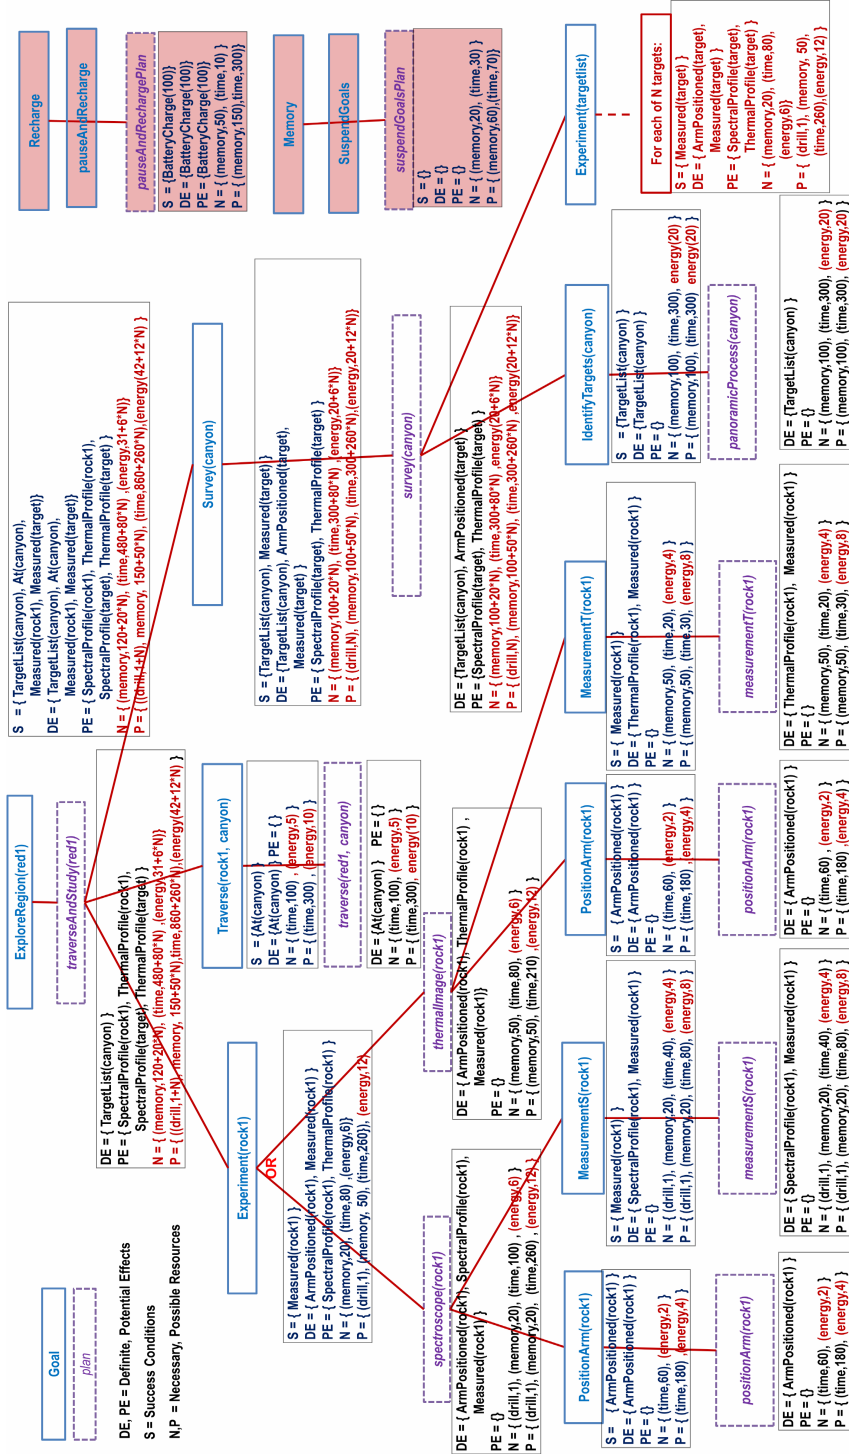 Goal
plan
DE, PE = Definite, Potential Effects
S = Success Conditions
N,P = Necessary, Possible Resources
ExploreRegion(red1)
traverseAndStudy(red1)
DE = { TargetList(canyon) }
PE = { SpectralProfile(rock1), ThermalProfile(rock1),
SpectralProfile(target), ThermalProfile(target) }
N = { (memory,120+20*N), (time,480+80*N) ,(energy,31+6*N)}
P = { ((drill,1+N), memory, 150+50*N),time,860+260*N),(energy(42+12*N) }
S = { TargetList(canyon), At(canyon),
Measured(rock1), Measured(target)}
DE = { TargetList(canyon), At(canyon),
Measured(rock1), Measured(target)}
PE = { SpectralProfile(rock1), ThermalProfile(rock1),
SpectralProfile(target), ThermalProfile(target) }
N = { (memory,120+20*N), (time,480+80*N) ,(energy,31+6*N)}
P = { ((drill,1+N), memory, 150+50*N), (time,860+260*N),(energy(42+12*N) }
Recharge
pauseAndRecharge
pauseAndRechargePlan
S = {BatteryCharge(100)}
DE = {BatteryCharge(100)}
PE = {BatteryCharge(100)}
N = { (memory,50), (time,10) }
P = { (memory,150),time,300)}
Memory
SuspendGoals
suspendGoalsPlan
S = {}
DE = {}
PE = {}
N = { (memory,20), (time,30) }
P = { (memory,60),(time,70)}
Experiment(rock1)
OR
S = { Measured(rock1) }
DE = { ArmPositioned(rock1), Measured(rock1) }
PE = { SpectralProfile(rock1), ThermalProfile(rock1) }
N = { (memory,20), (time,80) ,(energy,6)}
P = { (drill,1), (memory, 50), (time,260)}, (energy,12)
Traverse(rock1, canyon)
S = {At(canyon) }
DE = {At(canyon) } PE = { }
N = { (time,100) , (energy,5) }
P = { (time,300) , (energy,10) }
traverse(red1, canyon)
DE = {At(canyon) } PE = { }
N = { (time,100), (energy,5) }
P = { (time,300), energy(10) }
Survey(canyon)
S = {TargetList(canyon), Measured(target) }
DE = {TargetList(canyon), ArmPositioned(target),
Measured(target) }
PE = { SpectralProfile(target), ThermalProfile(target) }
N = { (memory,100+20*N), (time,300+80*N) ,(energy,20+6*N)}
P = { (drill,N), (memory,100+50*N), (time,300+260*N),(energy,20+12*N)}
survey(canyon)
DE = {TargetList(canyon), ArmPositioned(target) }
PE = {SpectralProfile(target), ThermalProfile(target) }
N = { (memory,100+20*N), (time,300+80*N) ,energy(20+6*N)}
P = { (drill,N), (memory,100+50*N), (time,300+260*N) ,energy(20+12*N)}
spectroscope(rock1)
DE = { ArmPositioned(rock1), SpectralProfile(rock1),
Measured(rock1) }
PE = {}
N = { (drill,1), (memory,20), (time,100) , (energy,6) }
P = { (drill,1), (memory,20), (time,260) , (energy,12) }
thermalImage(rock1)
DE = { ArmPositioned(rock1), ThermalProfile(rock1) ,
Measured(rock1)}
PE = {}
N = { (memory,50), (time,80) ,(energy,6) }
P = { (memory,50), (time,210) ,(energy,12) }
PositionArm(rock1)
S = { ArmPositioned(rock1) }
DE = { ArmPositioned(rock1) }
PE = {}
N = { (time,60), (energy,2) }
P = { (time,180) ,(energy,4) }
positionArm(rock1)
DE = { ArmPositioned(rock1) }
PE = {}
N = { (time,60), (energy,2) }
P = { (time,180), (energy,4) }
MeasurementS(rock1)
S = { Measured(rock1) }
DE = { SpectralProfile(rock1), Measured(rock1) }
PE = {}
N = { (drill,1), (memory,20), (time,40), (energy,4) }
P = { (drill,1), (memory,20), (time,80), (energy,8) }
measurementS(rock1)
DE = { SpectralProfile(rock1), Measured(rock1) }
PE = {}
N = { (drill,1), (memory,20), (time,40), (energy,4) }
P = { (drill,1), (memory,20), (time,80), (energy,8) }
PositionArm(rock1)
S = { ArmPositioned(rock1) }
DE = { ArmPositioned(rock1) }
PE = {}
N = { (time,60), (energy,2) }
P = { (time,180) ,(energy,4) }
positionArm(rock1)
DE = { ArmPositioned(rock1) }
PE = {}
N = { (time,60), (energy,2) }
P = { (time,180) ,(energy,4) }
MeasurementT(rock1)
S = { Measured(rock1) }
DE = { ThermalProfile(rock1), Measured(rock1) }
PE = {}
N = { (memory,50), (time,20), (energy,4) }
P = { (memory,50), (time,30), (energy,8) }
measurementT(rock1)
DE = { ThermalProfile(rock1), Measured(rock1) }
PE = {}
N = { (memory,50), (time,20), (energy,4) }
P = { (memory,50), (time,30), (energy,8) }
IdentifyTargets(canyon)
S = {TargetList(canyon) }
DE = {TargetList(canyon) }
PE = {}
N = { (memory,100), (time,300), energy(20) }
P = { (memory,100), (time,300) energy(20) }
panoramicProcess(canyon)
DE = {TargetList(canyon) }
PE = {}
N = { (memory,100), (time,300), (energy,20) }
P = { (memory,100), (time,300), (energy,20) }
Experiment(targetlist)
For each of N targets:
S = { Measured(target) }
DE = { ArmPositioned(target),
Measured(target) }
PE = { SpectralProfile(target),
ThermalProfile(target) }
N = { (memory,20), (time,80),
(energy,6)}
P = { (drill,1), (memory, 50),
(time,260),(energy,12) }